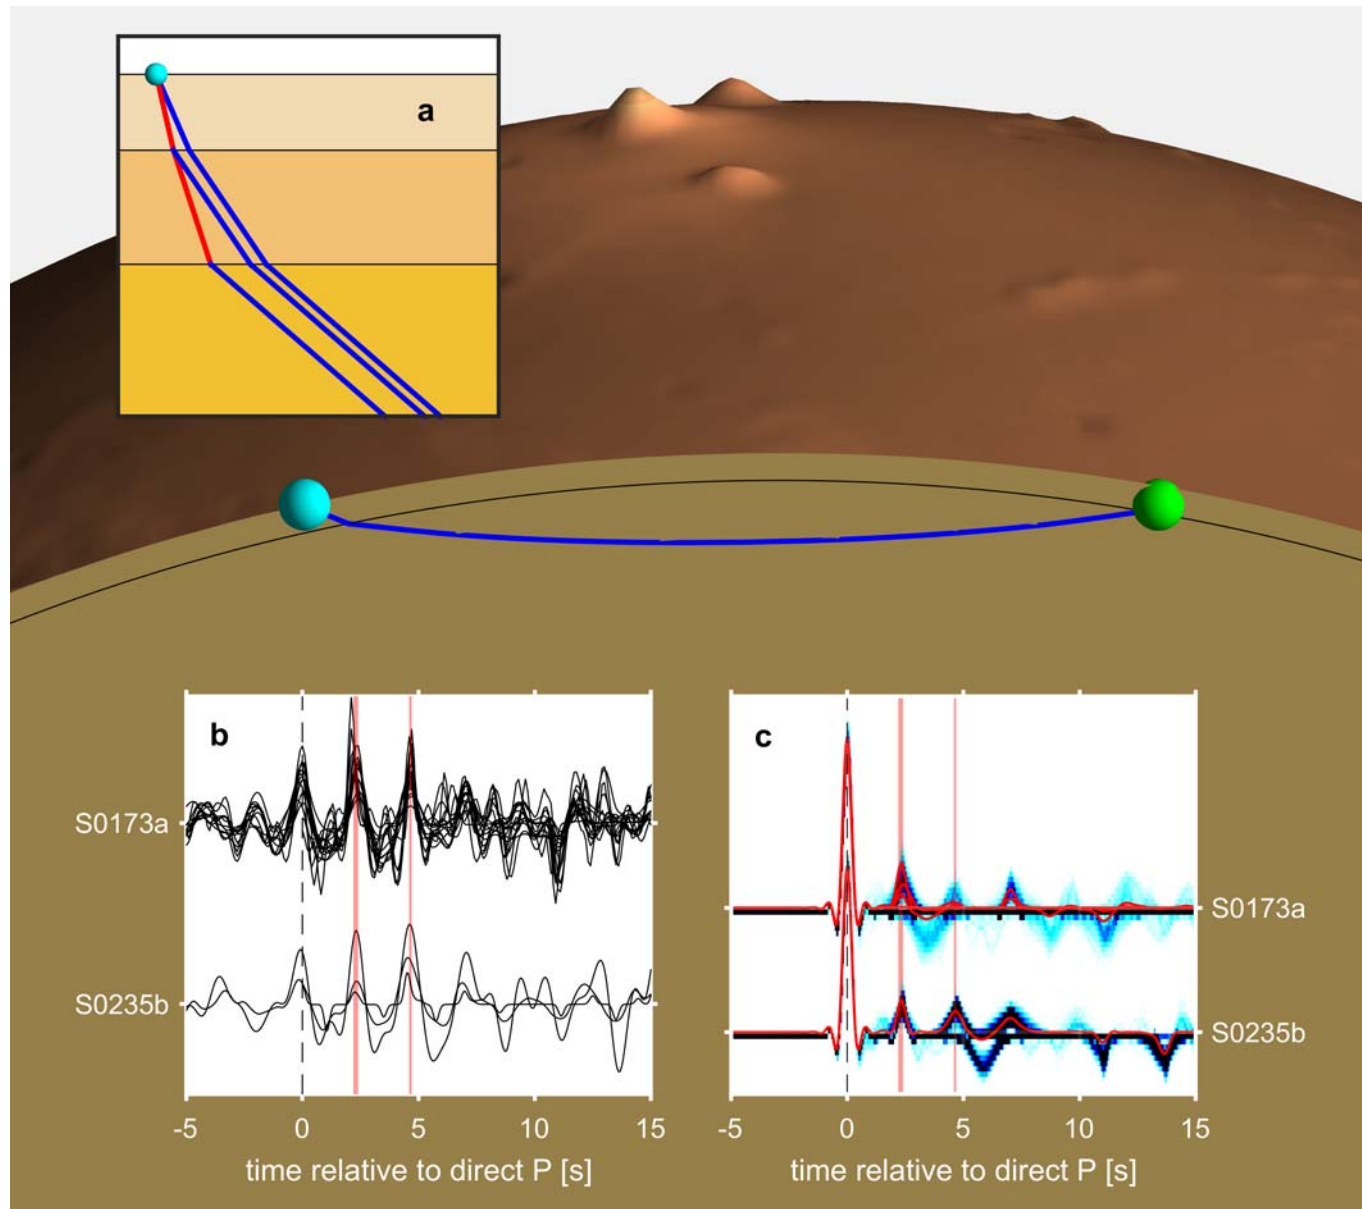 a
b
c
S0173a
S0173a
S0235b
S0235b
-5 0 5 10 15
-5 0 5 10 15
time relative to direct P [s]
time relative to direct P [s]